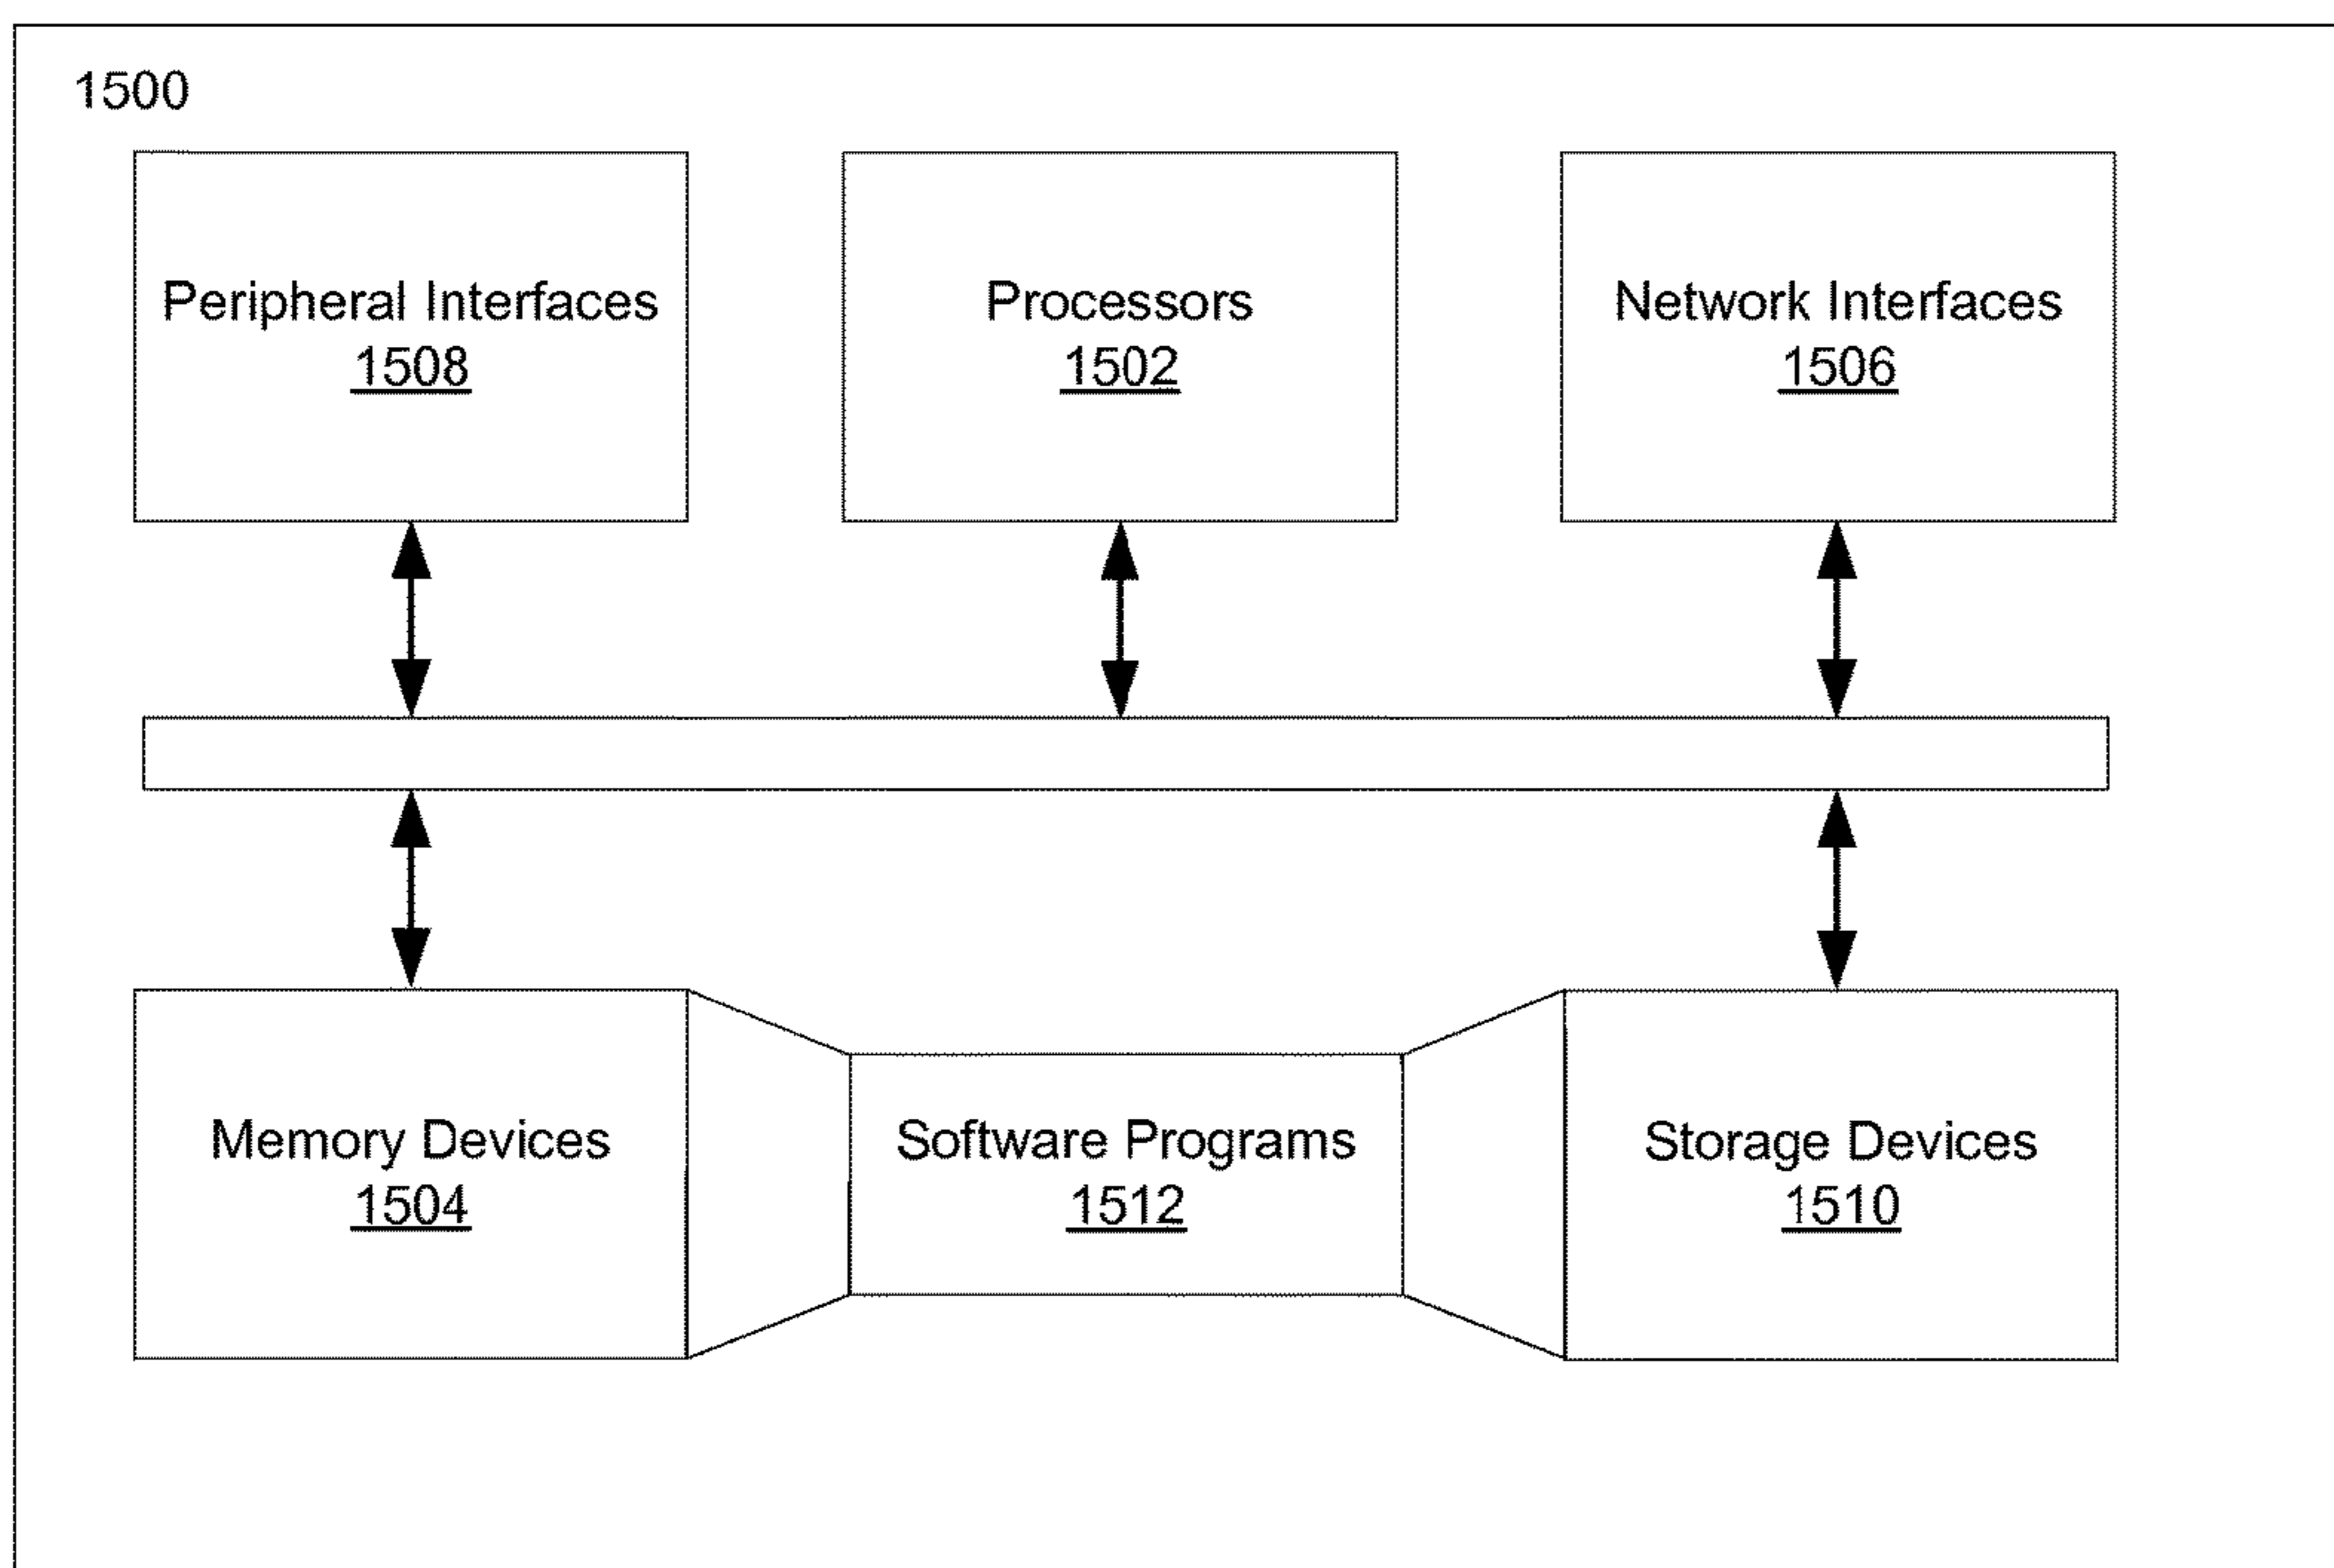 1500
Peripheral Interfaces
1508
Processors
1502
Network Interfaces
1506
Memory Devices
1504
Software Programs
1512
Storage Devices
1510